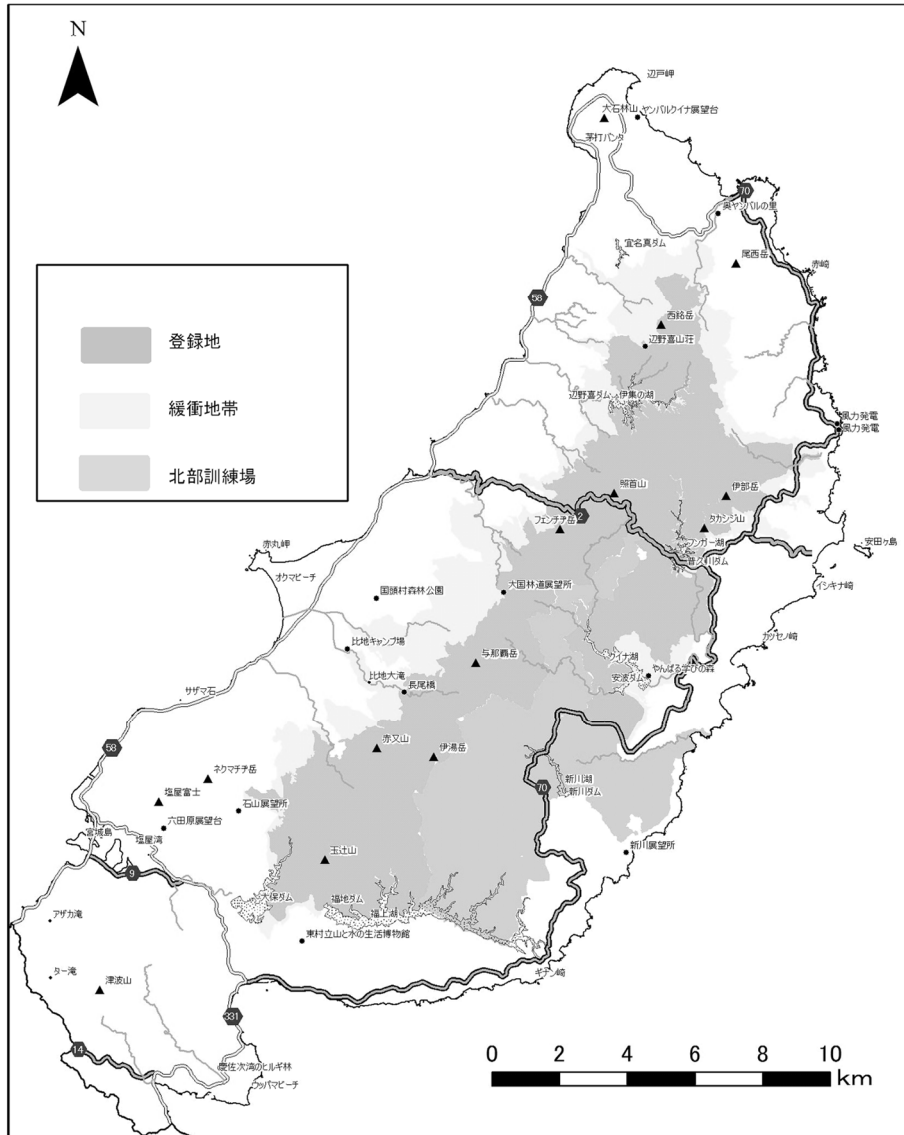 N
辺戸岬
大石林山
ヤンバルクイナ展望台
茅打バンタ
70
奥ヤンバルの里
宜名真ダム
尾西岳
赤崎
58
西銘岳
辺野喜山荘
登録地
緩衝地帯
北部訓練場
辺野喜ダム
伊集の湖
風力発電
風力発電
照首山
伊部岳
2
フェンチヂ岳
タカシジ山
フンガー湖
普久川ダム
安田ヶ島
赤丸岬
オクマビーチ
イシキナ崎
国頭村森林公園
大国林道展望所
カツセノ崎
比地キャンプ場
与那覇岳
クイナ湖
やんばる学びの森
安波ダム
比地大滝
長尾橋
サザマ石
58
赤又山
伊湯岳
ネクマチヂ岳
新川湖
新川ダム
70
塩屋富士
石山展望所
六田原展望台
宮城島
塩屋湾
新川展望所
玉辻山
9
大保ダム
福地ダム
福上湖
アザカ滝
東村立山と水の生活博物館
ギナン崎
ター滝
津波山
331
14
慶佐次湾のヒルギ林
ウッパマビーチ
0 2 4 6 8 10
km